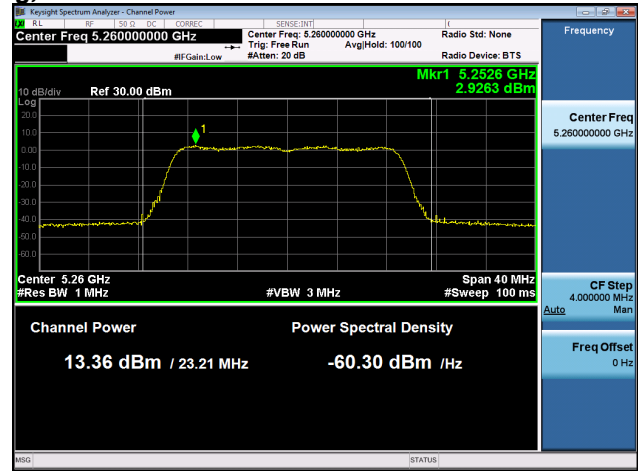 Keysight Spectrum Analyzer - Channel Power
RL RF 50 Ω DC CORREC SENSE:INT
Center Freq 5.260000000 GHz
Center Freq: 5.260000000 GHz
Radio Std: None
Trig: Free Run Avg|Hold: 100/100
#IFGain:Low #Atten: 20 dB Radio Device: BTS
Mkr1 5.2526 GHz
10 dB/div Ref 30.00 dBm 2.9263 dBm
Log
20.0
10.0
0.00
-10.0
-20.0
-30.0
-40.0
-50.0
-60.0
1
Center 5.26 GHz Span 40 MHz
#Res BW 1 MHz #VBW 3 MHz #Sweep 100 ms
Channel Power Power Spectral Density
13.36 dBm / 23.21 MHz -60.30 dBm /Hz
MSG STATUS
Frequency
Center Freq
5.260000000 GHz
CF Step
4.000000 MHz
Auto Man
Freq Offset
0 Hz